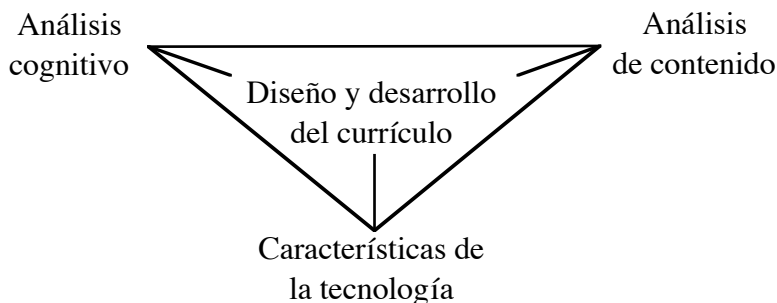 Análisis
cognitivo
Análisis
de contenido
Diseño y desarrollo
del currículo
Características de
la tecnología